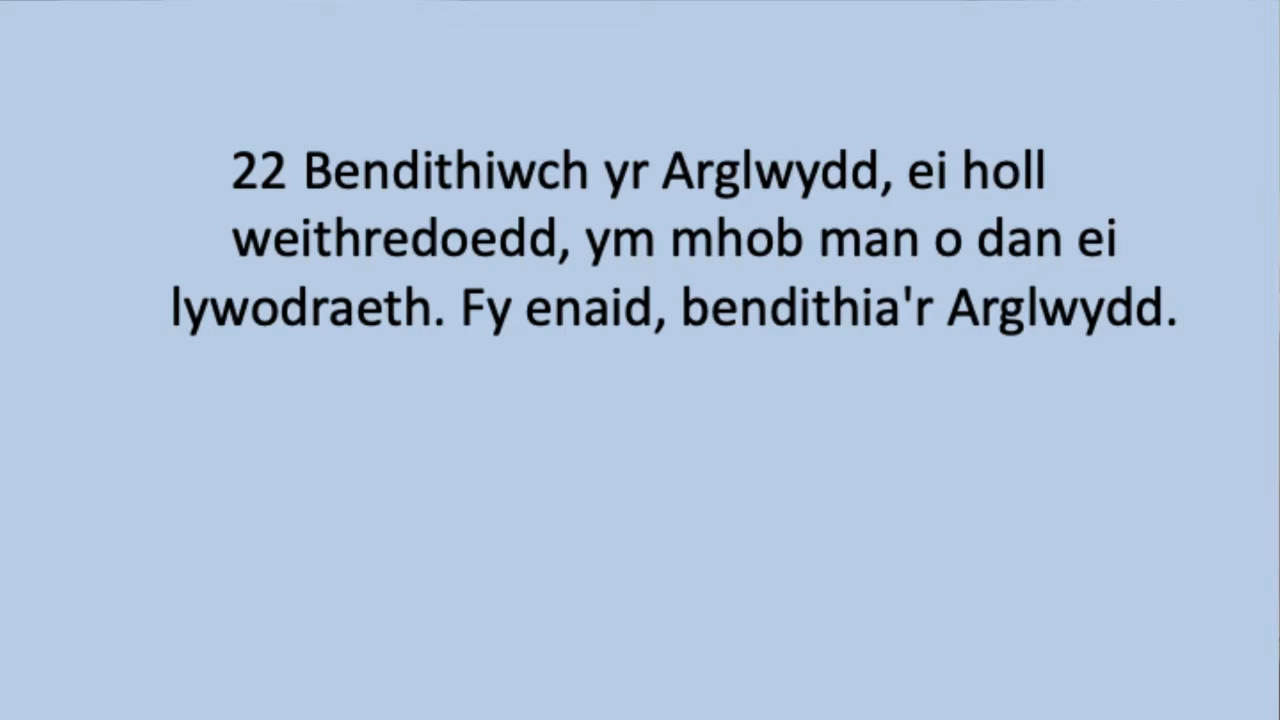 22 Bendithiwch yr Arglwydd, ei holl
weithredoedd, ym mhob man o dan ei
lywodraeth. Fy enaid, bendithia'r Arglwydd.